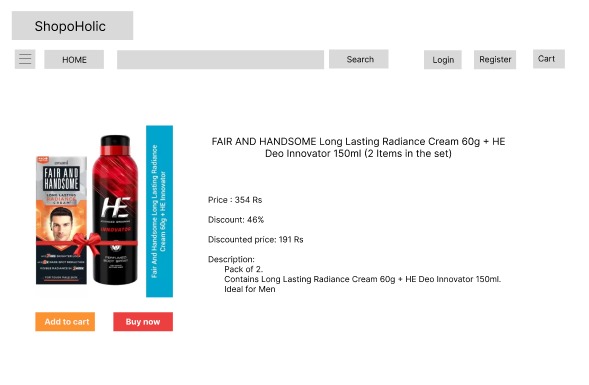 ShopoHolic
HOME
Search
Login
Register
Cart
FAIR AND HANDSOME Long Lasting Radiance Cream 60g + HE
Deo Innovator 150ml (2 Items in the set)
emami
FAIR AND
HANDSOME
LONG LASTING
RADIANCE
CREAM
HE
INNOVATOR
PERFUMED
BODY SPRAY
Fair And Handsome Long Lasting Radiance
Cream 60g + HE Innovator
Price : 354 Rs
Discount: 46%
Discounted price: 191 Rs
Description:
Pack of 2.
Contains Long Lasting Radiance Cream 60g + HE Deo Innovator 150ml.
Ideal for Men
Add to cart
Buy now